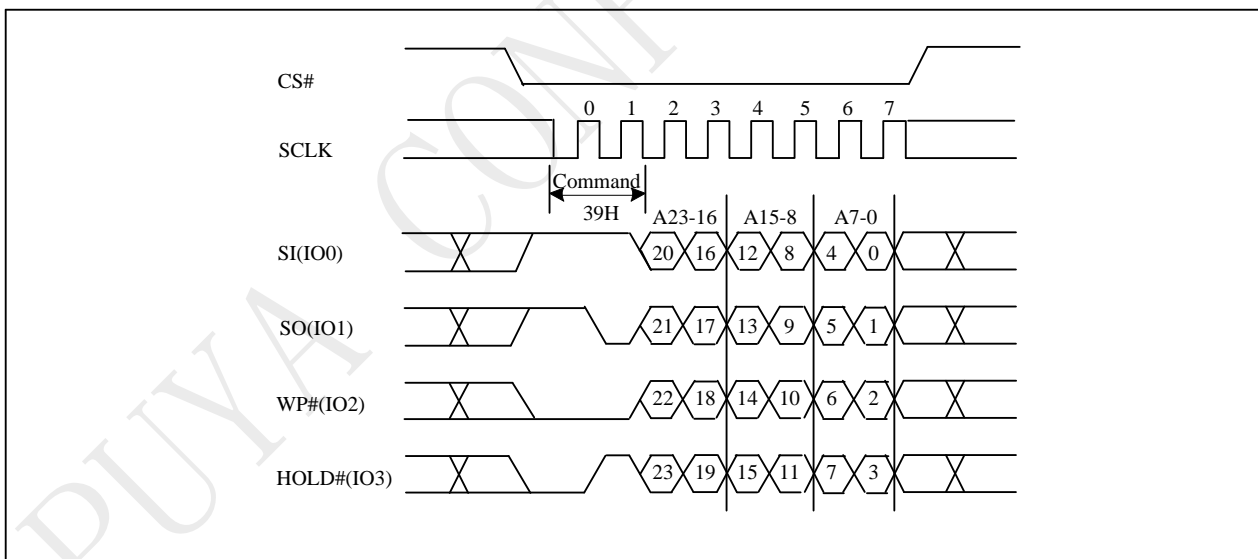 CS#
0 1 2 3 4 5 6 7
SCLK
Command
39H
A23-16 A15-8 A7-0
SI(IO0)
20 16 12 8 4 0
SO(IO1)
21 17 13 9 5 1
WP#(IO2)
22 18 14 10 6 2
HOLD#(IO3)
23 19 15 11 7 3
PUYA